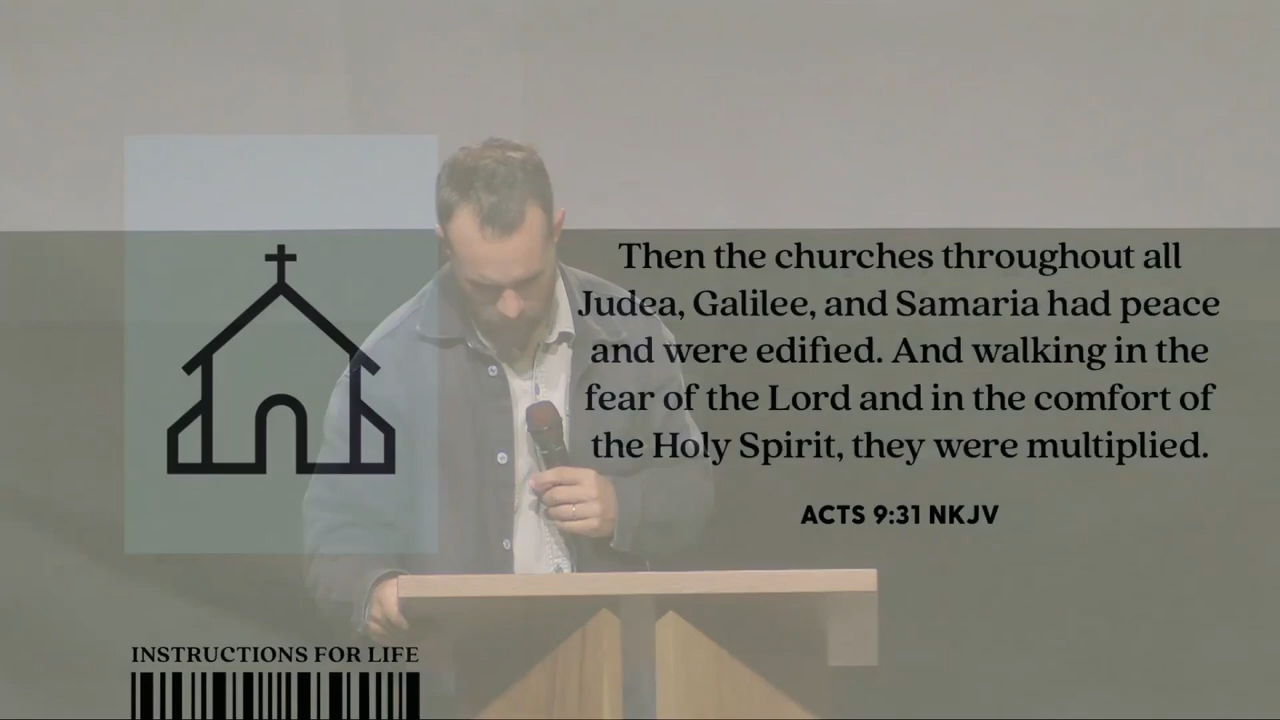 Then the churches throughout all
Judea, Galilee, and Samaria had peace
and were edified. And walking in the
fear of the Lord and in the comfort of
the Holy Spirit, they were multiplied.
ACTS 9:31 NKJV
INSTRUCTIONS FOR LIFE